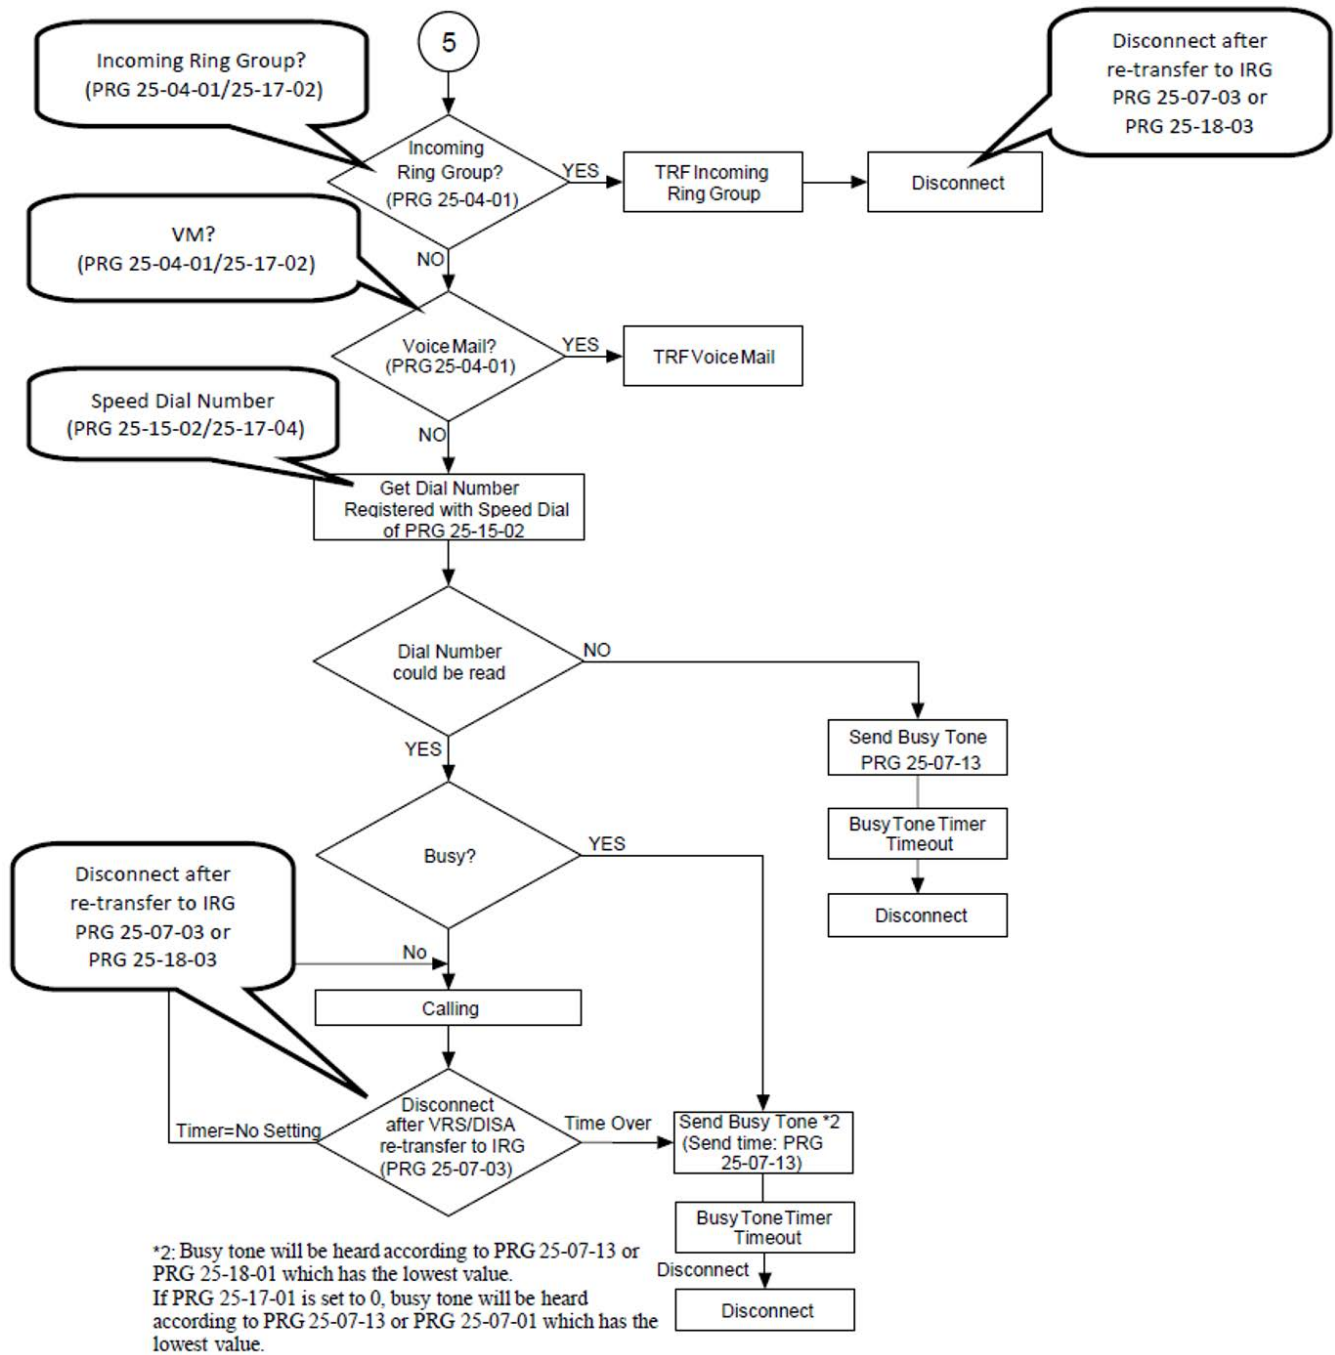 5
Incoming Ring Group?
(PRG 25-04-01/25-17-02)
Disconnect after
re-transfer to IRG
PRG 25-07-03 or
PRG 25-18-03
Incoming
Ring Group?
(PRG 25-04-01)
YES
TRF Incoming
Ring Group
Disconnect
NO
VM?
(PRG 25-04-01/25-17-02)
Voice Mail?
(PRG 25-04-01)
YES
TRF Voice Mail
NO
Speed Dial Number
(PRG 25-15-02/25-17-04)
Get Dial Number
Registered with Speed Dial
of PRG 25-15-02
Dial Number
could be read
NO
Send Busy Tone
PRG 25-07-13
Busy Tone Timer
Timeout
Disconnect
YES
Busy?
YES
Disconnect after
re-transfer to IRG
PRG 25-07-03 or
PRG 25-18-03
No
Calling
Disconnect
after VRS/DISA
re-transfer to IRG
(PRG 25-07-03)
Timer=No Setting
Time Over
Send Busy Tone *2
(Send time: PRG
25-07-13)
Busy Tone Timer
Timeout
Disconnect
Disconnect
*2: Busy tone will be heard according to PRG 25-07-13 or
PRG 25-18-01 which has the lowest value.
If PRG 25-17-01 is set to 0, busy tone will be heard
according to PRG 25-07-13 or PRG 25-07-01 which has the
lowest value.